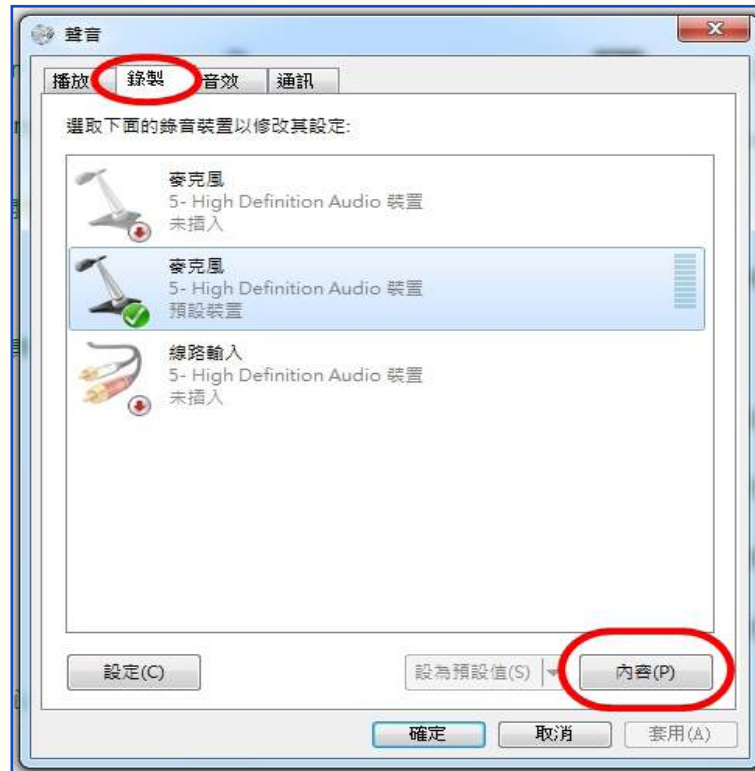 聲音
播放 錄製 音效 通訊
選取下面的錄音裝置以修改其設定:
麥克風
5- High Definition Audio 裝置
未插入
麥克風
5- High Definition Audio 裝置
預設裝置
線路輸入
5- High Definition Audio 裝置
未插入
設定(C) 設為預設值(S) 內容(P)
確定 取消 套用(A)